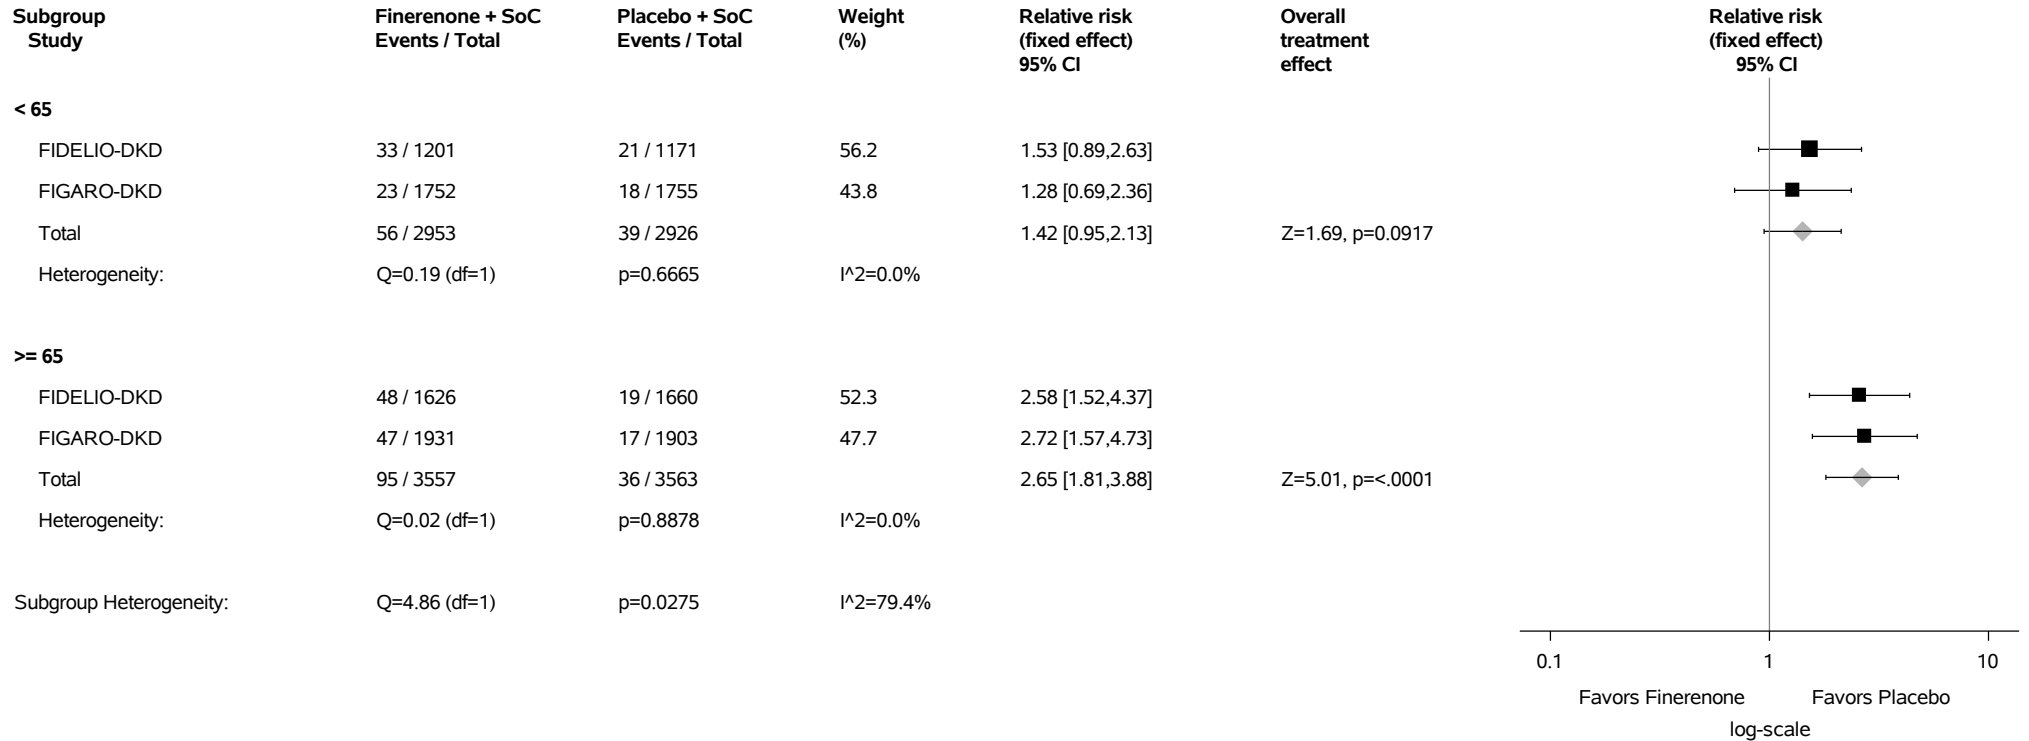 Subgroup Finerenone + SoC Placebo + SoC Weight Relative risk Overall Relative risk
Study Events / Total Events / Total (%) (fixed effect) treatment (fixed effect)
95% CI effect 95% CI
< 65
FIDELIO-DKD 33 / 1201 21 / 1171 56.2 1.53 [0.89,2.63]
FIGARO-DKD 23 / 1752 18 / 1755 43.8 1.28 [0.69,2.36]
Total 56 / 2953 39 / 2926 1.42 [0.95,2.13] Z=1.69, p=0.0917
Heterogeneity: Q=0.19 (df=1) p=0.6665 I^2=0.0%
>= 65
FIDELIO-DKD 48 / 1626 19 / 1660 52.3 2.58 [1.52,4.37]
FIGARO-DKD 47 / 1931 17 / 1903 47.7 2.72 [1.57,4.73]
Total 95 / 3557 36 / 3563 2.65 [1.81,3.88] Z=5.01, p=<.0001
Heterogeneity: Q=0.02 (df=1) p=0.8878 I^2=0.0%
Subgroup Heterogeneity: Q=4.86 (df=1) p=0.0275 I^2=79.4%
0.1 1 10
Favors Finerenone Favors Placebo
log-scale